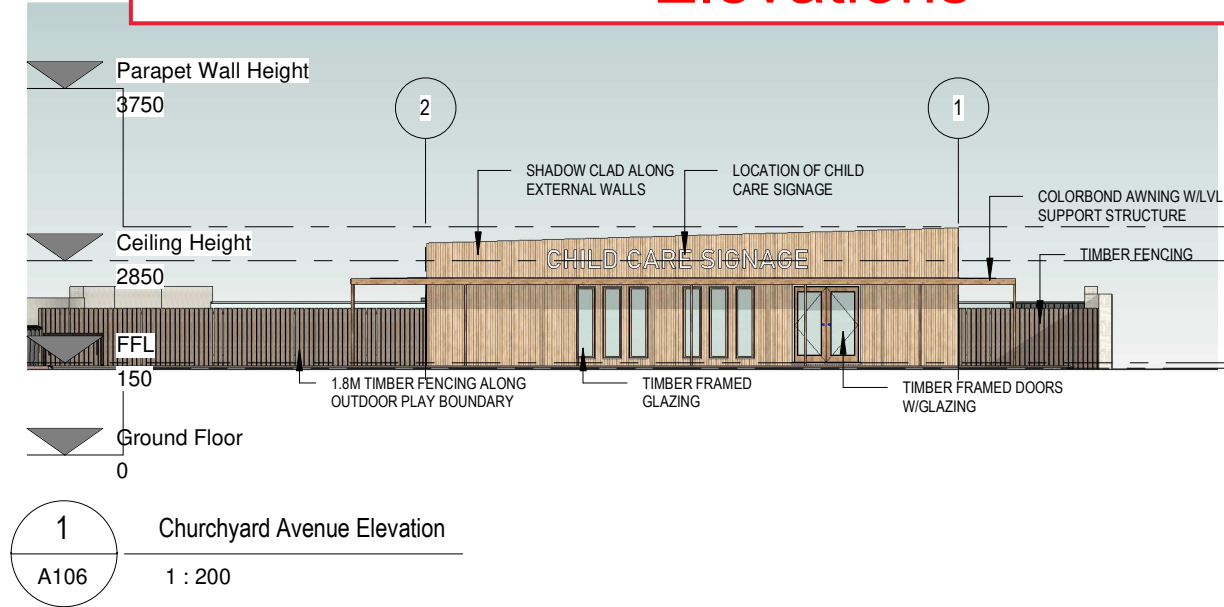 Elevations
Parapet Wall Height
3750
2
1
SHADOW CLAD ALONG
EXTERNAL WALLS
LOCATION OF CHILD
CARE SIGNAGE
COLORBOND AWNING W/LVL
SUPPORT STRUCTURE
Ceiling Height
2850
CHILD CARE SIGNAGE
TIMBER FENCING
FFL
150
1.8M TIMBER FENCING ALONG
OUTDOOR PLAY BOUNDARY
TIMBER FRAMED
GLAZING
TIMBER FRAMED DOORS
W/GLAZING
Ground Floor
0
1
Churchyard Avenue Elevation
A106
1 : 200